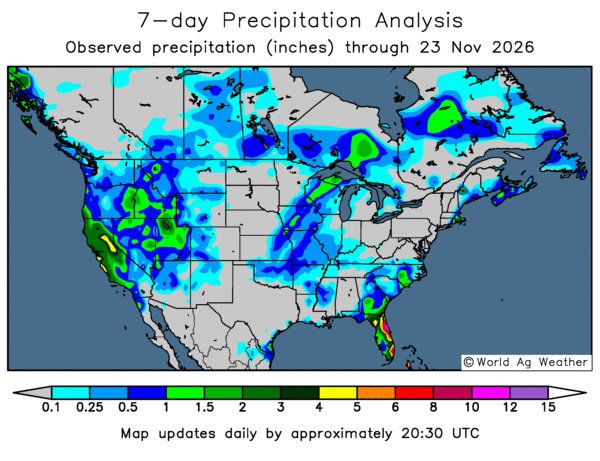 7-day Precipitation Analysis
Observed precipitation (inches) through 23 Nov 2026
© World Ag Weather
0.1 0.25 0.5 1 1.5 2 3 4 5 6 8 10 12 15
Map updates daily by approximately 20:30 UTC